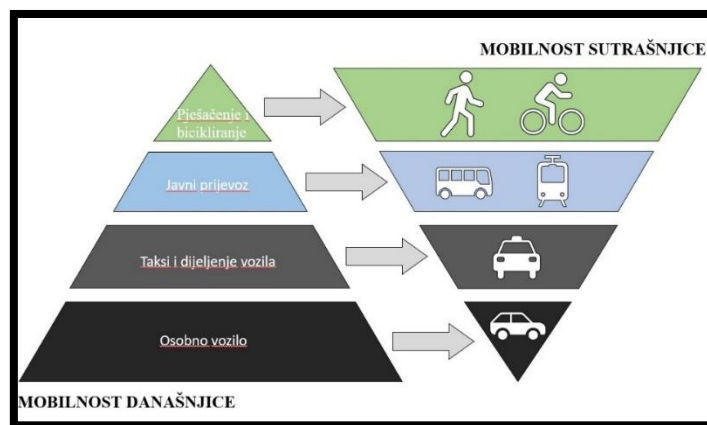 MOBILNOST SUTRAŠNJICE
Pješačenje i
bicikliranje
Javni prijevoz
Taksi i dijeljenje vozila
Osobno vozilo
MOBILNOST DANAŠNJICE